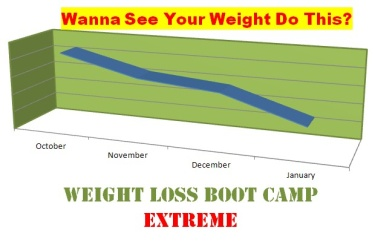 Wanna See Your Weight Do This?
October
November
December
January
WEIGHT LOSS BOOT CAMP
EXTREME